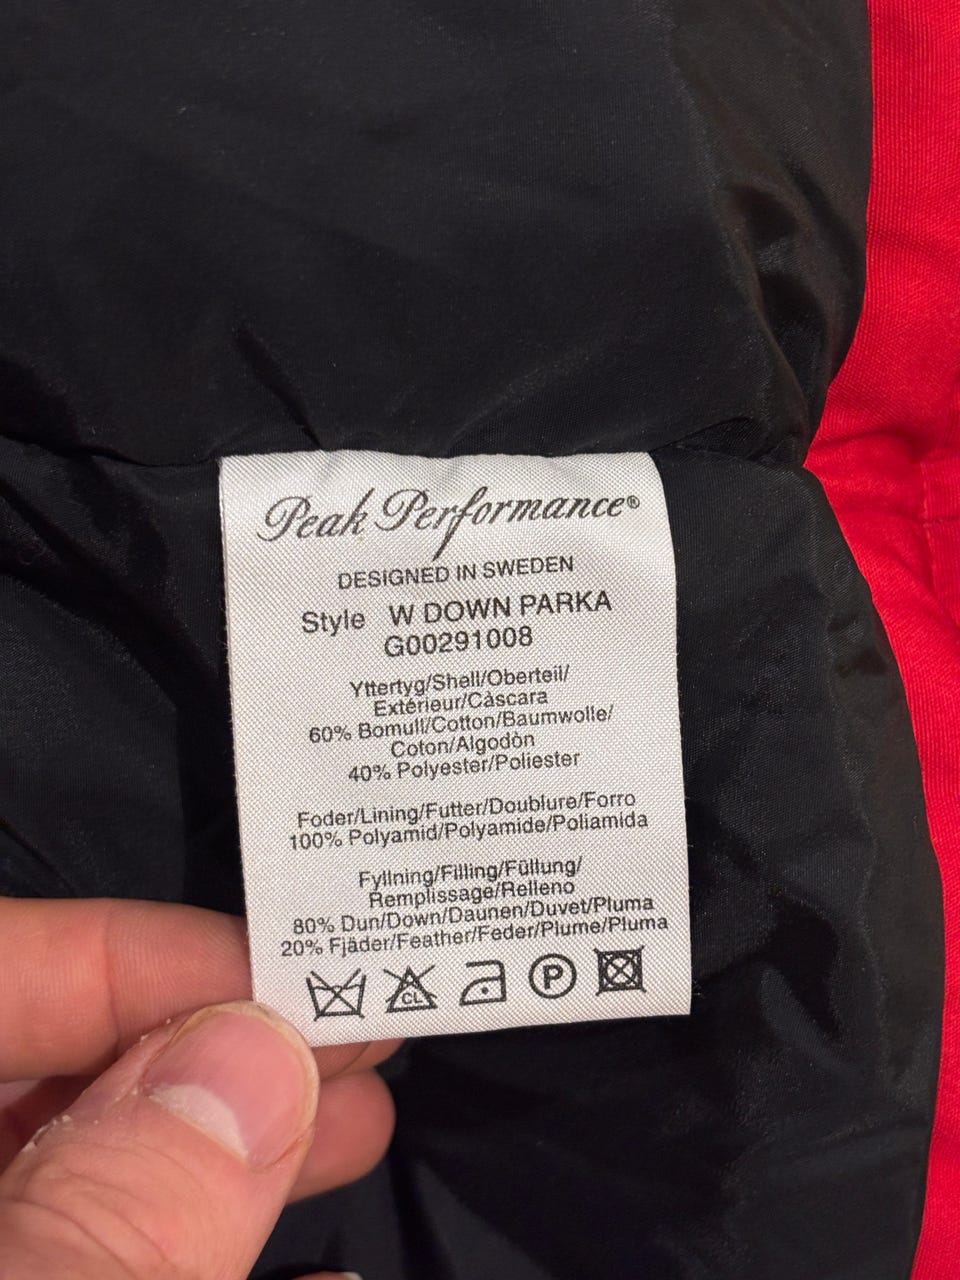 Peak Performance®
DESIGNED IN SWEDEN
Style W DOWN PARKA
G00291008
Yttertyg/Shell/Oberteil/
Extérieur/Càscara
60% Bomull/Cotton/Baumwolle/
Coton/Algodòn
40% Polyester/Poliester
Foder/Lining/Futter/Doublure/Forro
100% Polyamid/Polyamide/Poliamida
Fyllning/Filling/Füllung/
Remplissage/Relleno
80% Dun/Down/Daunen/Duvet/Pluma
20% Fjäder/Feather/Feder/Plume/Pluma
CL P